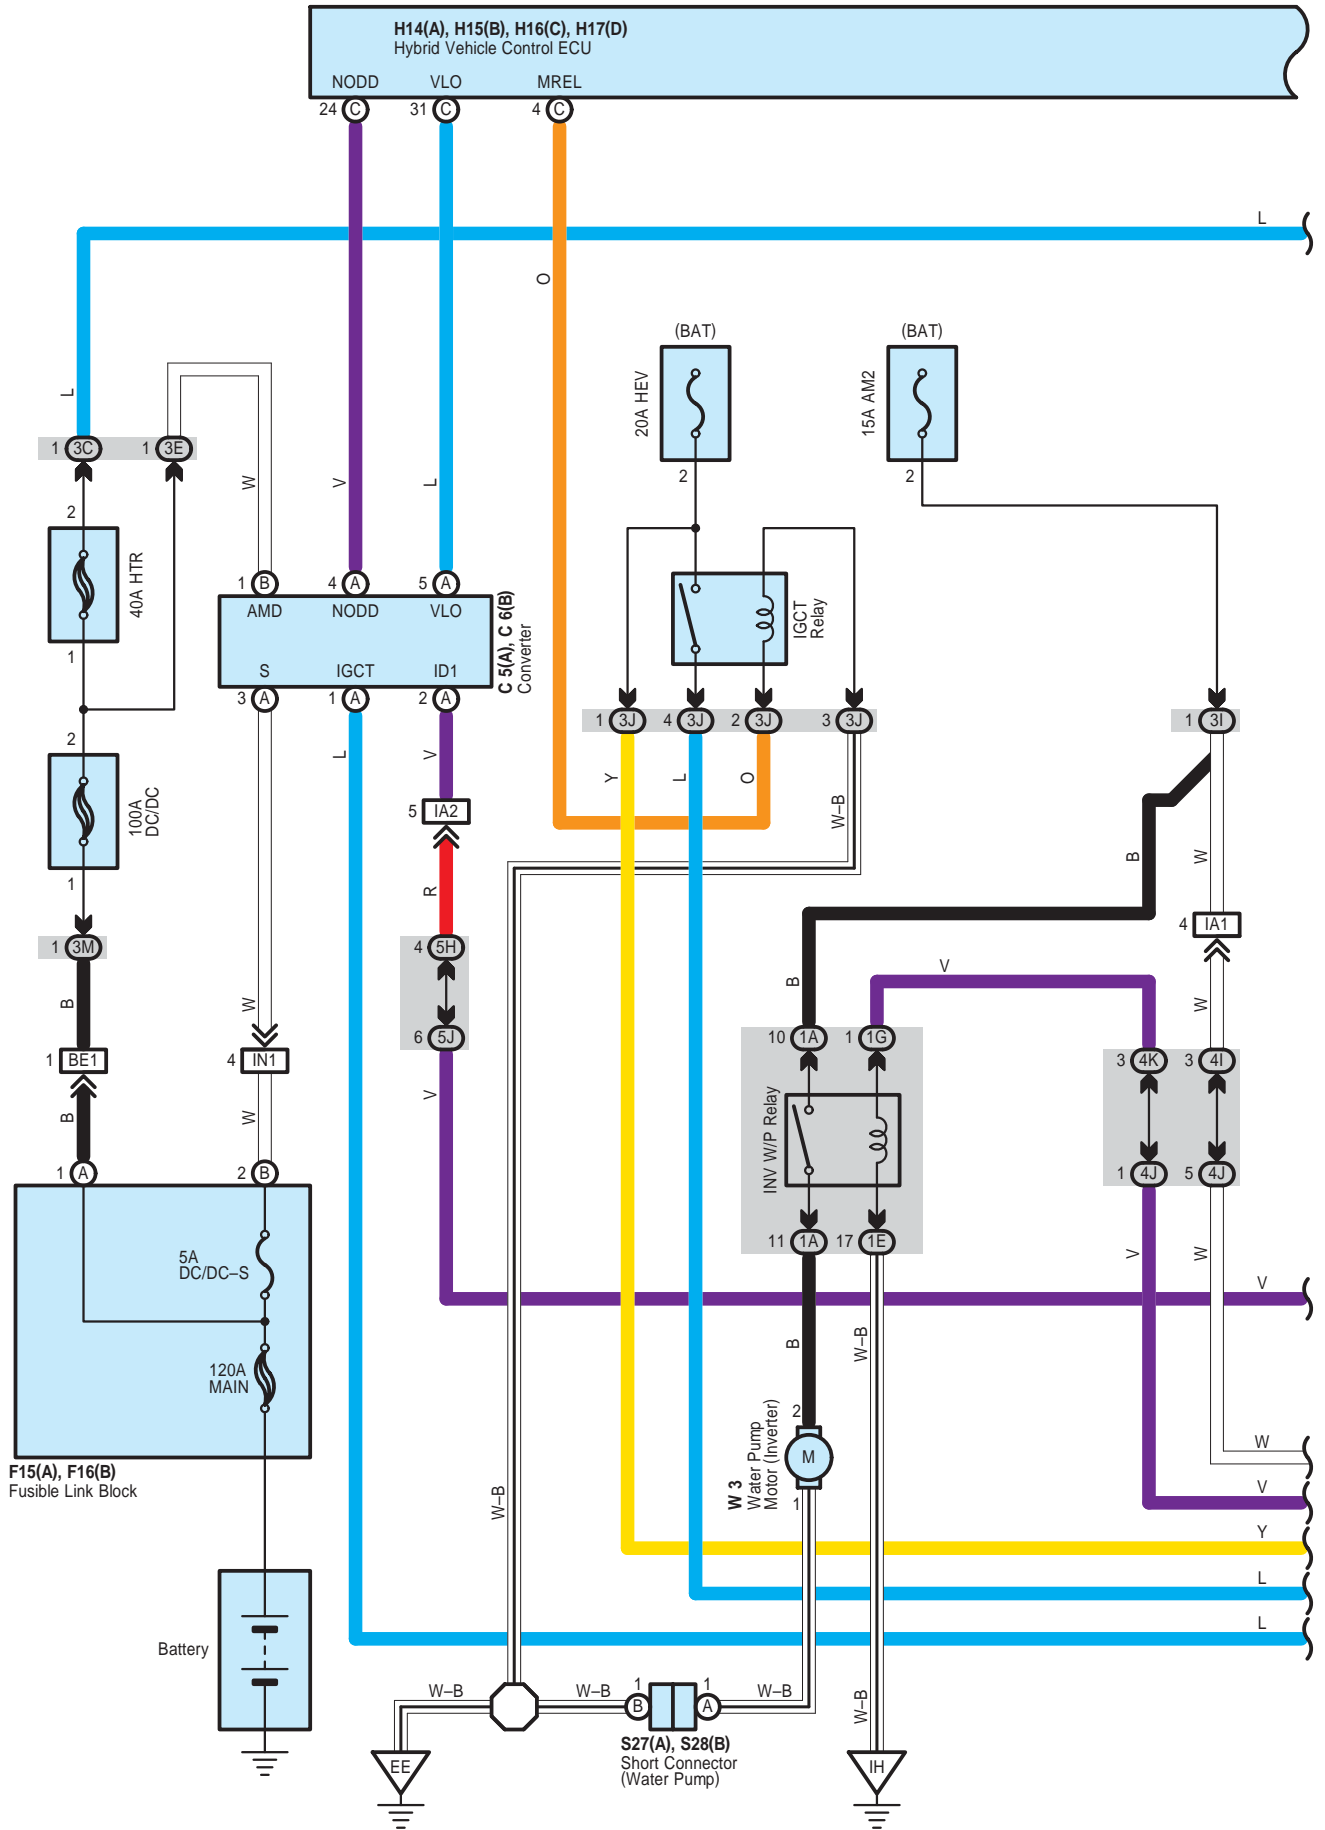 H14(A), H15(B), H16(C), H17(D)
Hybrid Vehicle Control ECU
NODD VLO MREL
24 C 31 C 4 C
L
O
(BAT) (BAT)
20A HEV
15A AM2
L
1 3C 1 3E
W
V
L
2 2
2
40A HTR
1
1 B 4 A 5 A
AMD NODD VLO
S IGCT ID1
C 5(A), C 6(B)
Converter
IGCT
Relay
3 A 1 A 2 A
1 3J 4 3J 2 3J 3 3J
1 3I
2
100A
DC/DC
1
L
V
Y
L
O
W–B
5 IA2
B
W
R
4 IA1
1 3M
4 5H
V
B
W
B
W
6 5J
10 1A 1 1G
1 BE1
4 IN1
3 4K 3 4I
B
W
V
INV W/P Relay
1 A 2 B
1 4J 5 4J
11 1A 17 1E
5A
DC/DC–S
V
W
V
B
W–B
120A
MAIN
2
W 3
Water Pump
Motor (Inverter)
M
1
W
F15(A), F16(B)
Fusible Link Block
W–B
V
Y
L
L
Battery
W–B W–B 1 1 W–B
B A
W–B
S27(A), S28(B)
Short Connector
(Water Pump)
EE IH